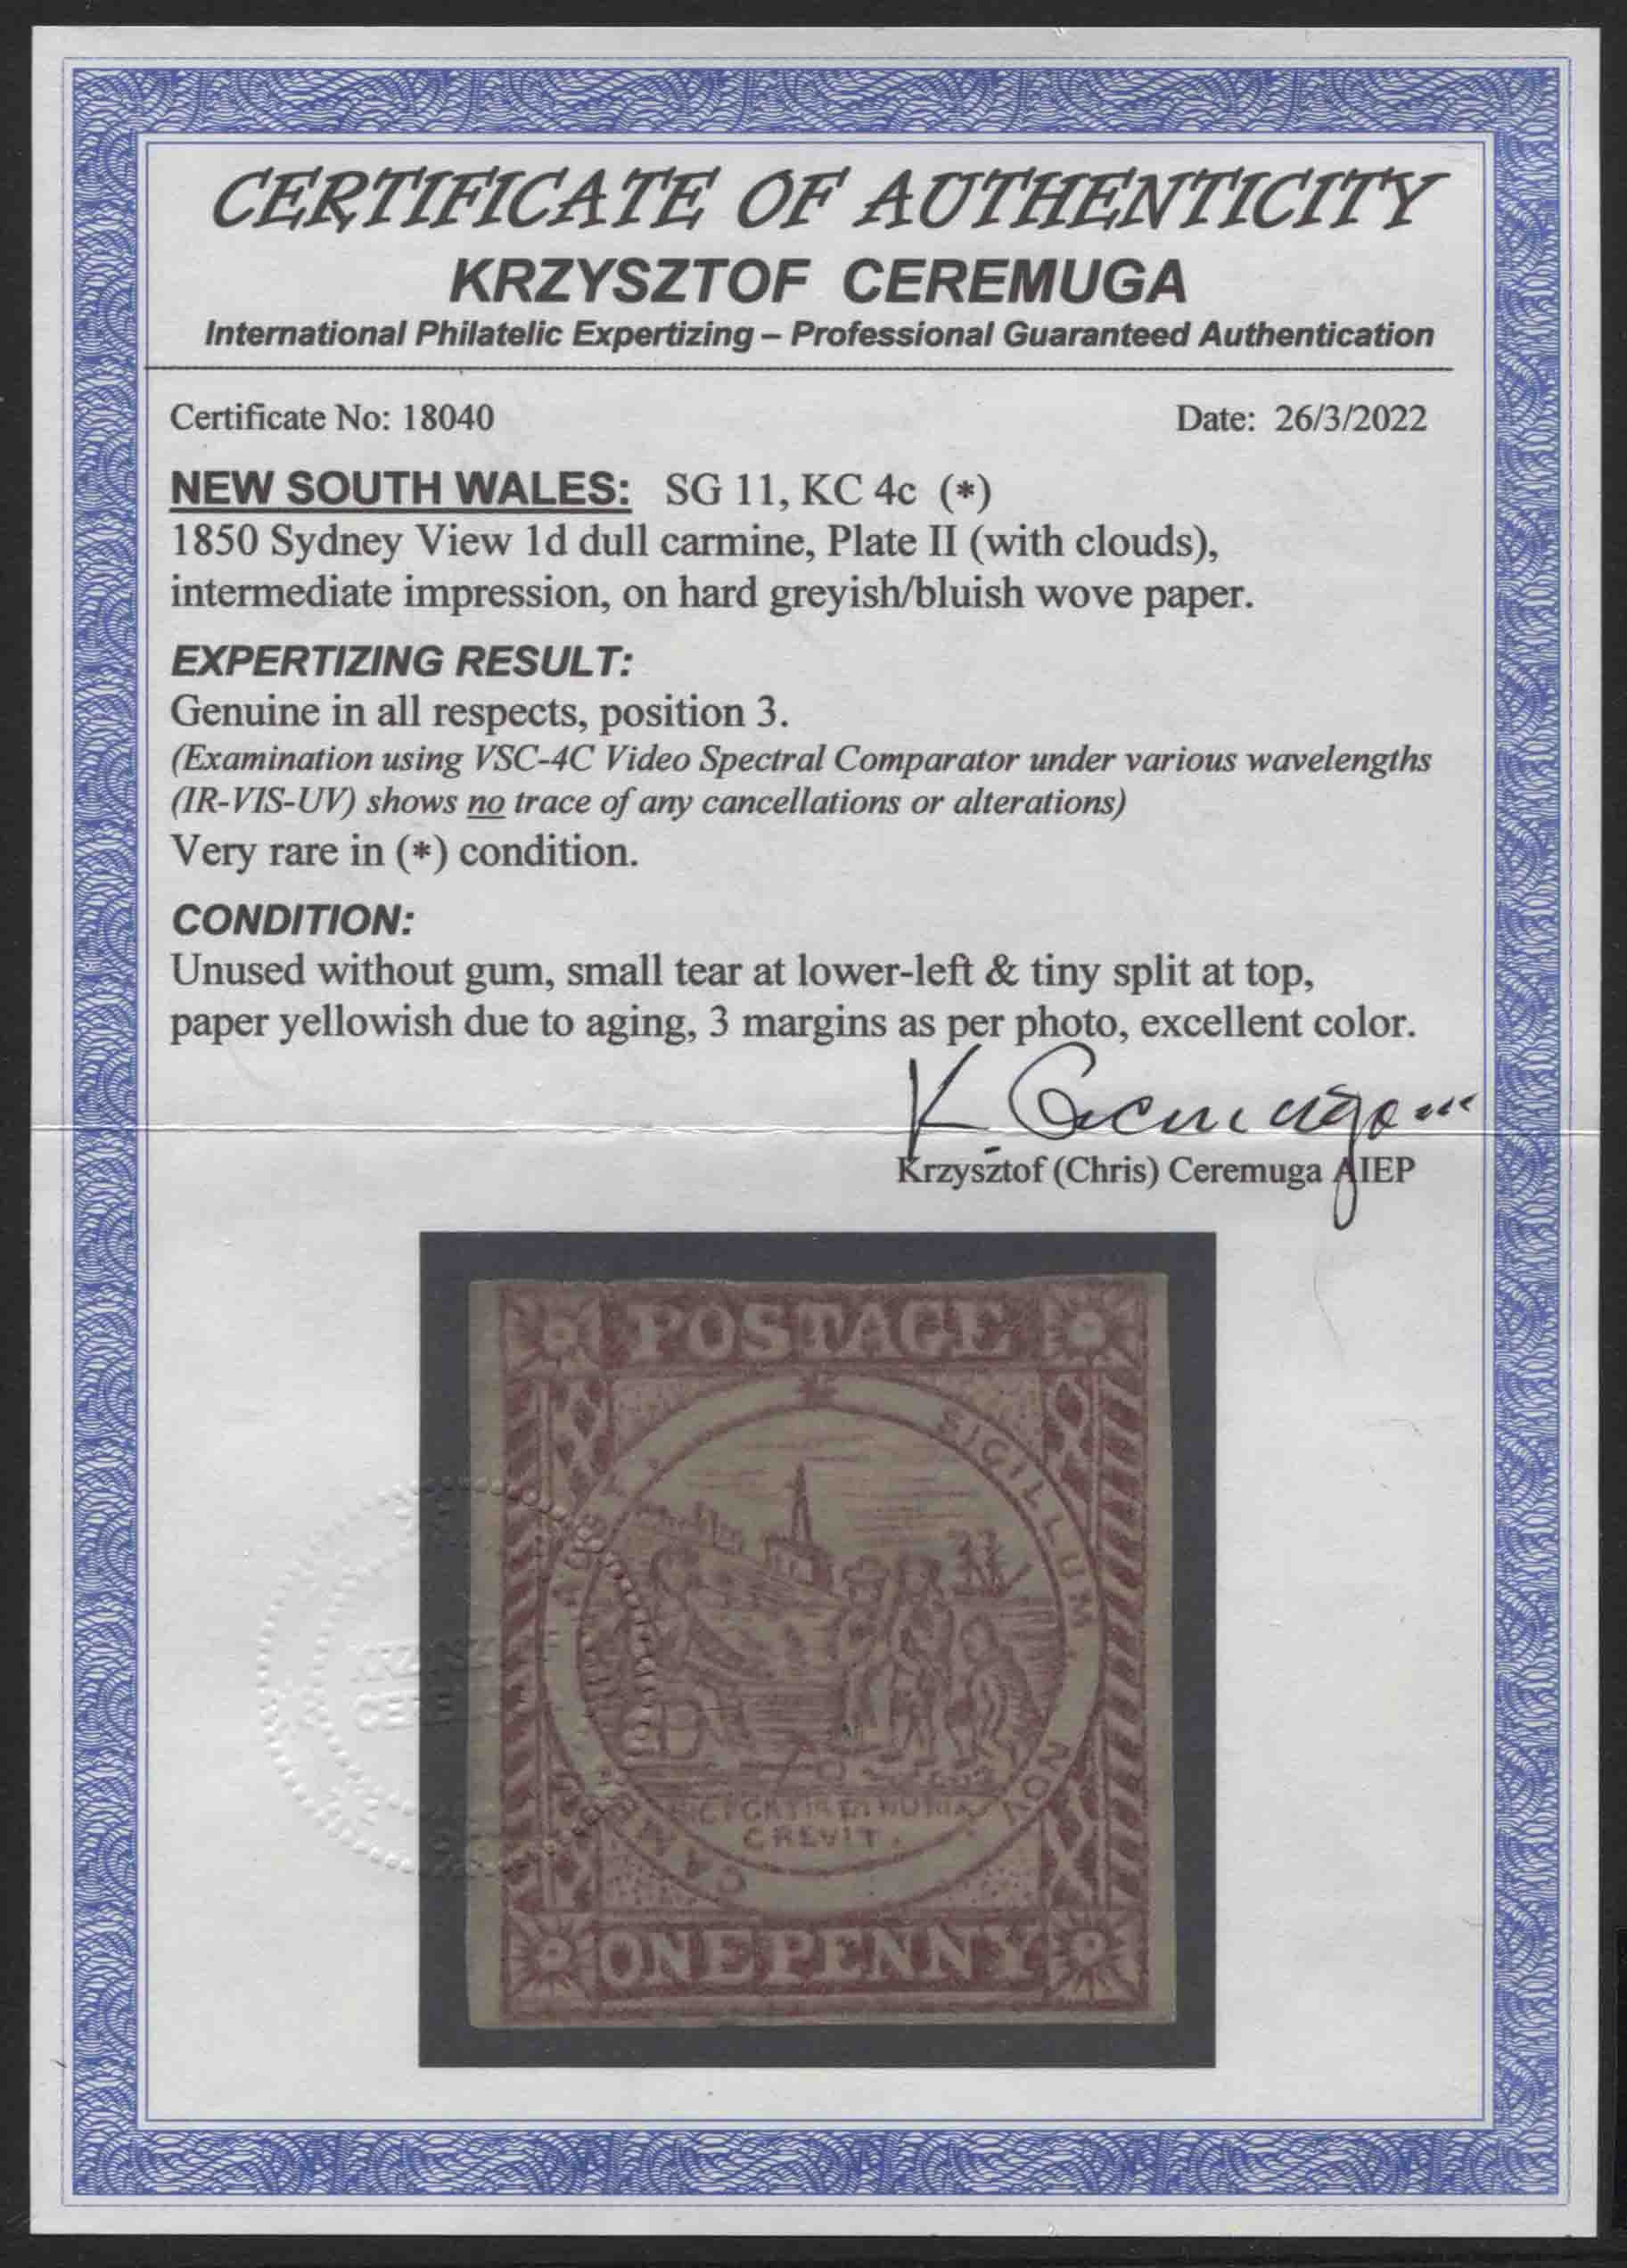 CERTIFICATE OF AUTHENTICITY
KRZYSZTOF CEREMUGA
International Philatelic Expertizing – Professional Guaranteed Authentication
Certificate No: 18040 Date: 26/3/2022
NEW SOUTH WALES: SG 11, KC 4c (*)
1850 Sydney View 1d dull carmine, Plate II (with clouds),
intermediate impression, on hard greyish/bluish wove paper.
EXPERTIZING RESULT:
Genuine in all respects, position 3.
(Examination using VSC-4C Video Spectral Comparator under various wavelengths
(IR-VIS-UV) shows no trace of any cancellations or alterations)
Very rare in (*) condition.
CONDITION:
Unused without gum, small tear at lower-left & tiny split at top,
paper yellowish due to aging, 3 margins as per photo, excellent color.
K. Ceremuga
Krzysztof (Chris) Ceremuga AIEP
POSTAGE
SIGILLUM
NOV
CAMB
CREVIT.
ONE PENNY